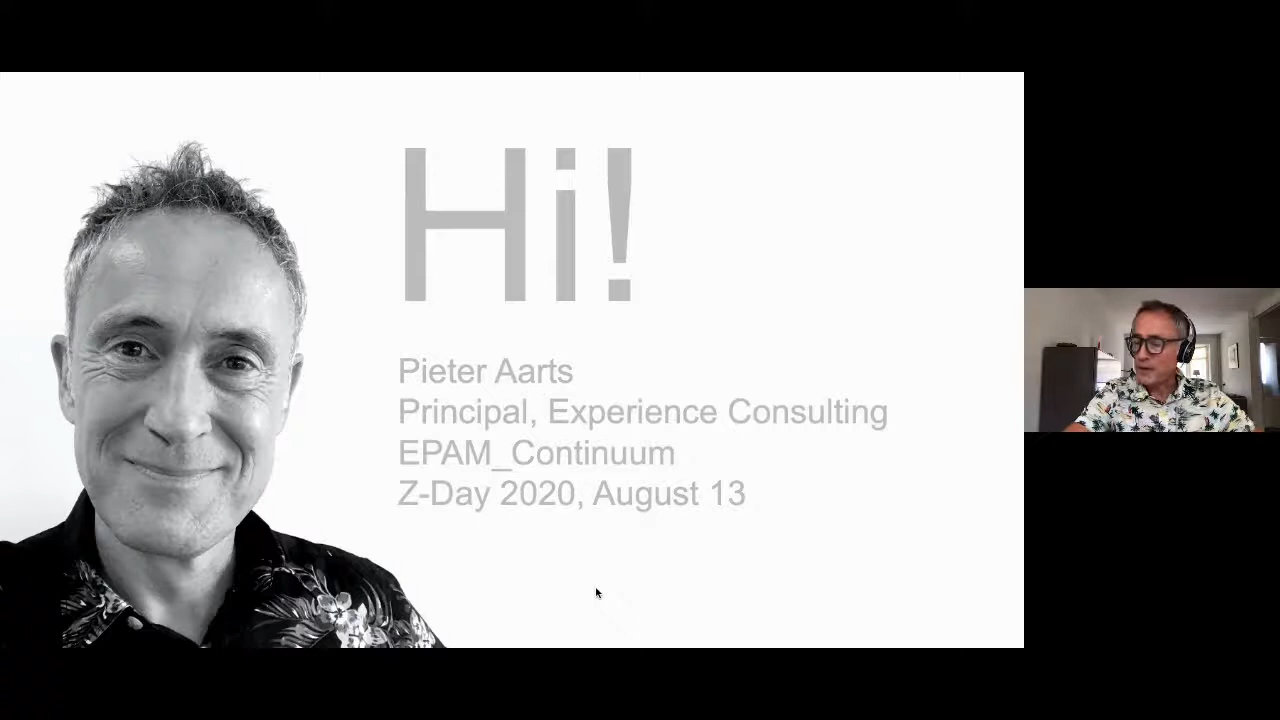 Hi!
Pieter Aarts
Principal, Experience Consulting
EPAM_Continuum
Z-Day 2020, August 13